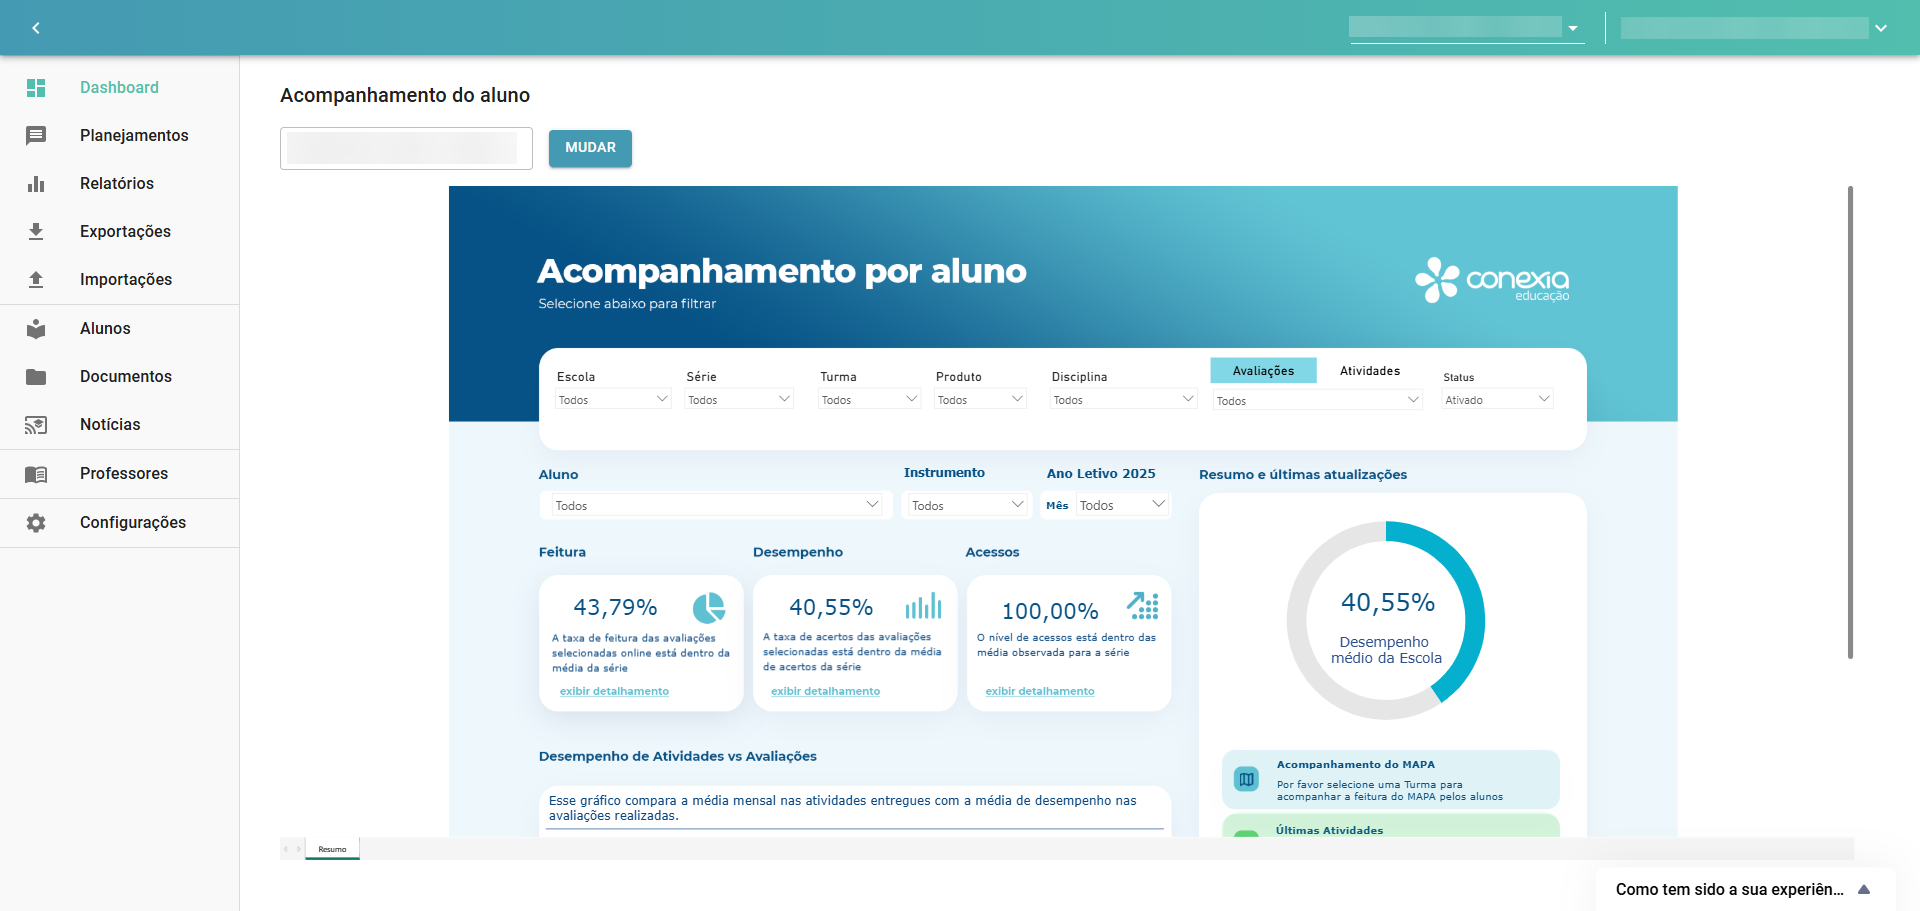 Dashboard
Planejamentos
Relatórios
Exportações
Importações
Alunos
Documentos
Notícias
Professores
Configurações
Acompanhamento do aluno
MUDAR
Acompanhamento por aluno
Selecione abaixo para filtrar
conexia
educação
Escola
Todos
Série
Todos
Turma
Todos
Produto
Todos
Disciplina
Todos
Avaliações
Atividades
Todos
Status
Ativado
Aluno
Todos
Instrumento
Todos
Ano Letivo 2025
Mês Todos
Feitura
43,79%
A taxa de feitura das avaliações
selecionadas online está dentro da
média da série
exibir detalhamento
Desempenho
40,55%
A taxa de acertos das avaliações
selecionadas está dentro da média
de acertos da série
exibir detalhamento
Acessos
100,00%
O nível de acessos está dentro das
média observada para a série
exibir detalhamento
Desempenho de Atividades vs Avaliações
Esse gráfico compara a média mensal nas atividades entregues com a média de desempenho nas
avaliações realizadas.
Resumo e últimas atualizações
40,55%
Desempenho
médio da Escola
Acompanhamento do MAPA
Por favor selecione uma Turma para
acompanhar a feitura do MAPA pelos alunos
Últimas Atividades
Resumo
Como tem sido a sua experiên...